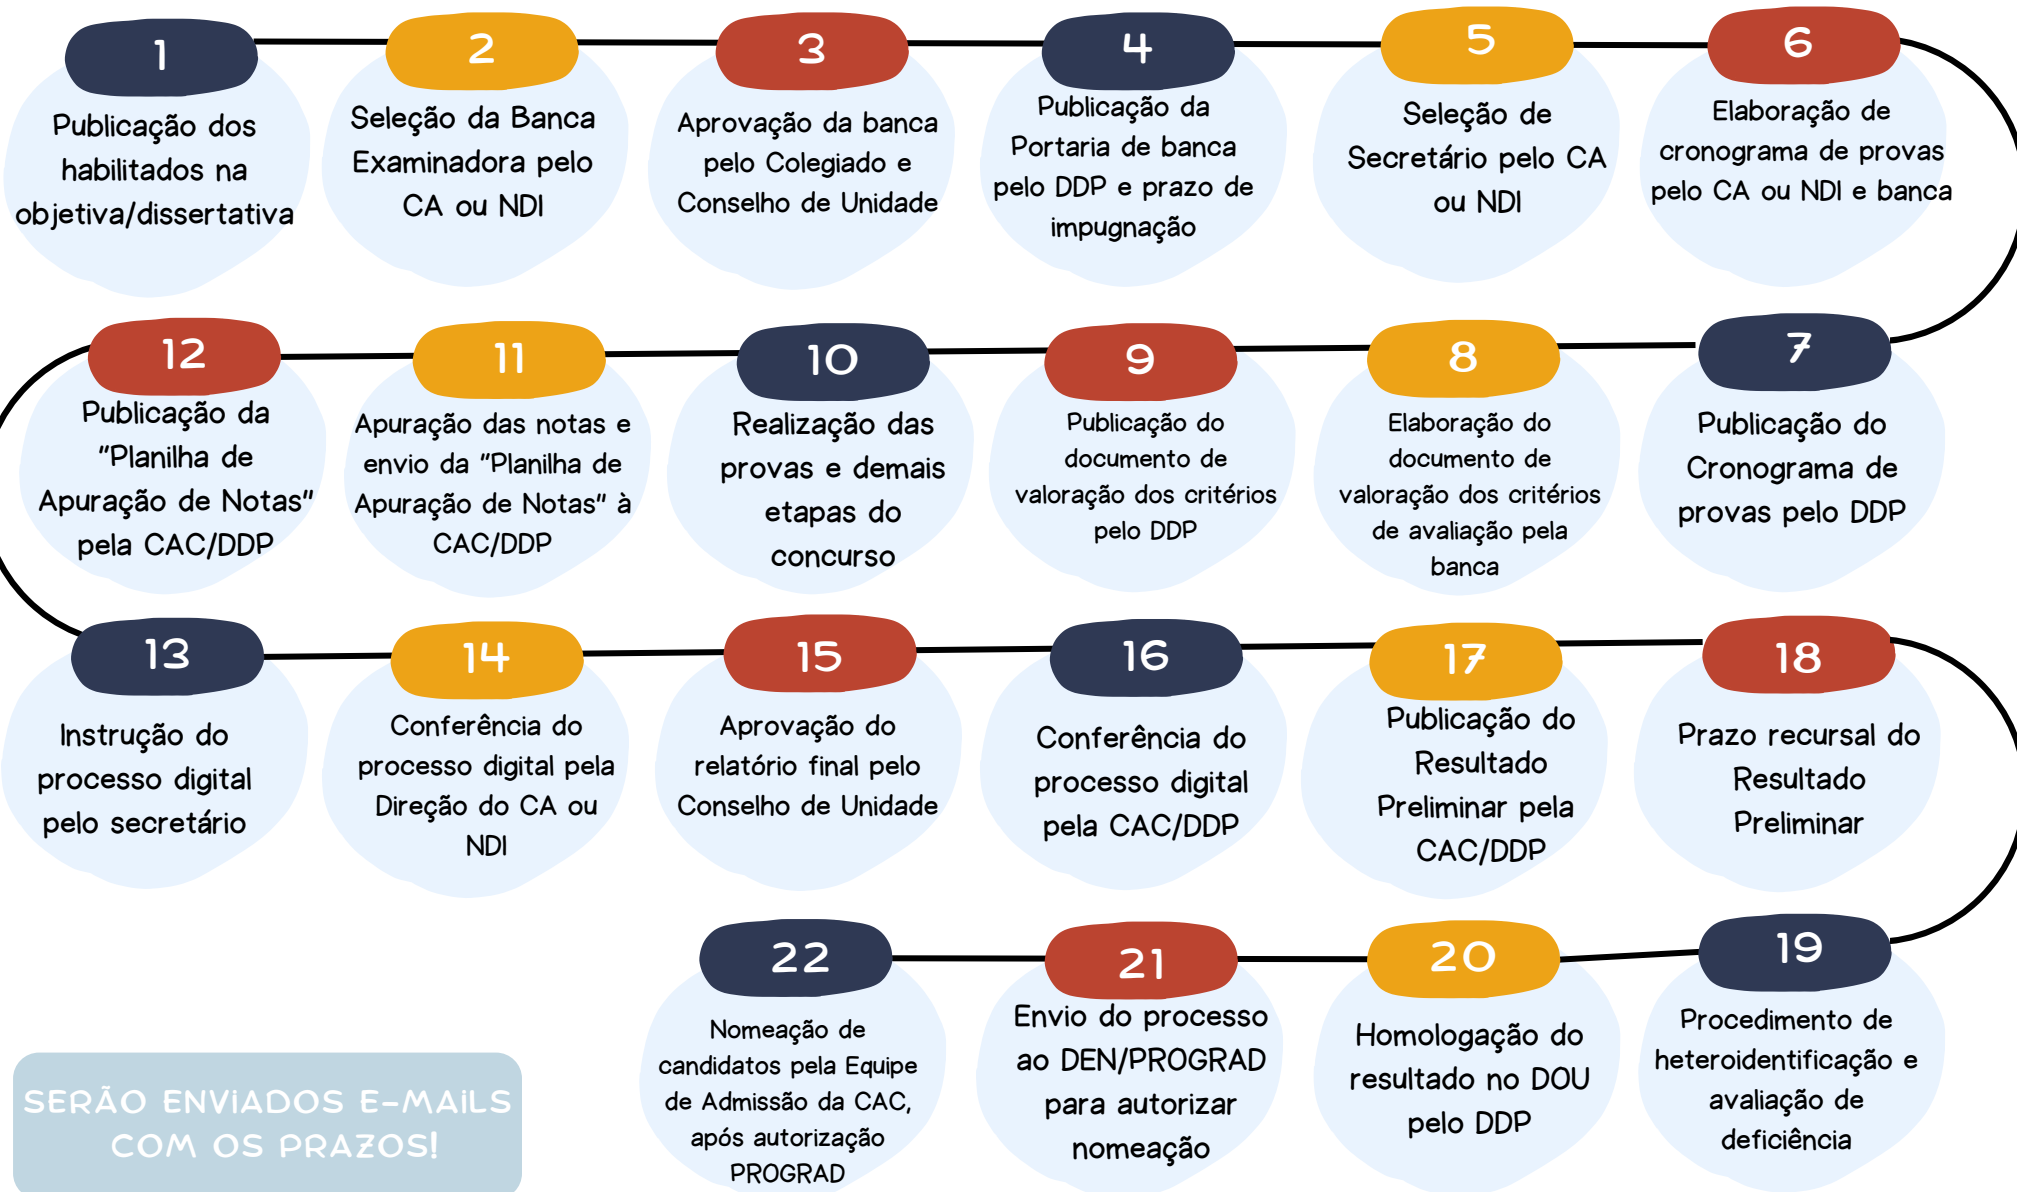 1
Publicação dos
habilitados na
objetiva/dissertativa
2
Seleção da Banca
Examinadora pelo
CA ou NDI
3
Aprovação da banca
pelo Colegiado e
Conselho de Unidade
4
Publicação da
Portaria de banca
pelo DDP e prazo de
impugnação
5
Seleção de
Secretário pelo CA
ou NDI
6
Elaboração de
cronograma de provas
pelo CA ou NDI e banca
7
Publicação do
Cronograma de
provas pelo DDP
8
Elaboração do
documento de
valoração dos critérios
de avaliação pela
banca
9
Publicação do
documento de
valoração dos critérios
pelo DDP
10
Realização das
provas e demais
etapas do
concurso
11
Apuração das notas e
envio da "Planilha de
Apuração de Notas" à
CAC/DDP
12
Publicação da
"Planilha de
Apuração de Notas"
pela CAC/DDP
13
Instrução do
processo digital
pelo secretário
14
Conferência do
processo digital pela
Direção do CA ou
NDI
15
Aprovação do
relatório final pelo
Conselho de Unidade
16
Conferência do
processo digital
pela CAC/DDP
17
Publicação do
Resultado
Preliminar pela
CAC/DDP
18
Prazo recursal do
Resultado
Preliminar
19
Procedimento de
heteroidentificação e
avaliação de
deficiência
20
Homologação do
resultado no DOU
pelo DDP
21
Envio do processo
ao DEN/PROGRAD
para autorizar
nomeação
22
Nomeação de
candidatos pela Equipe
de Admissão da CAC,
após autorização
PROGRAD
SERÃO ENVIADOS E-MAILS
COM OS PRAZOS!